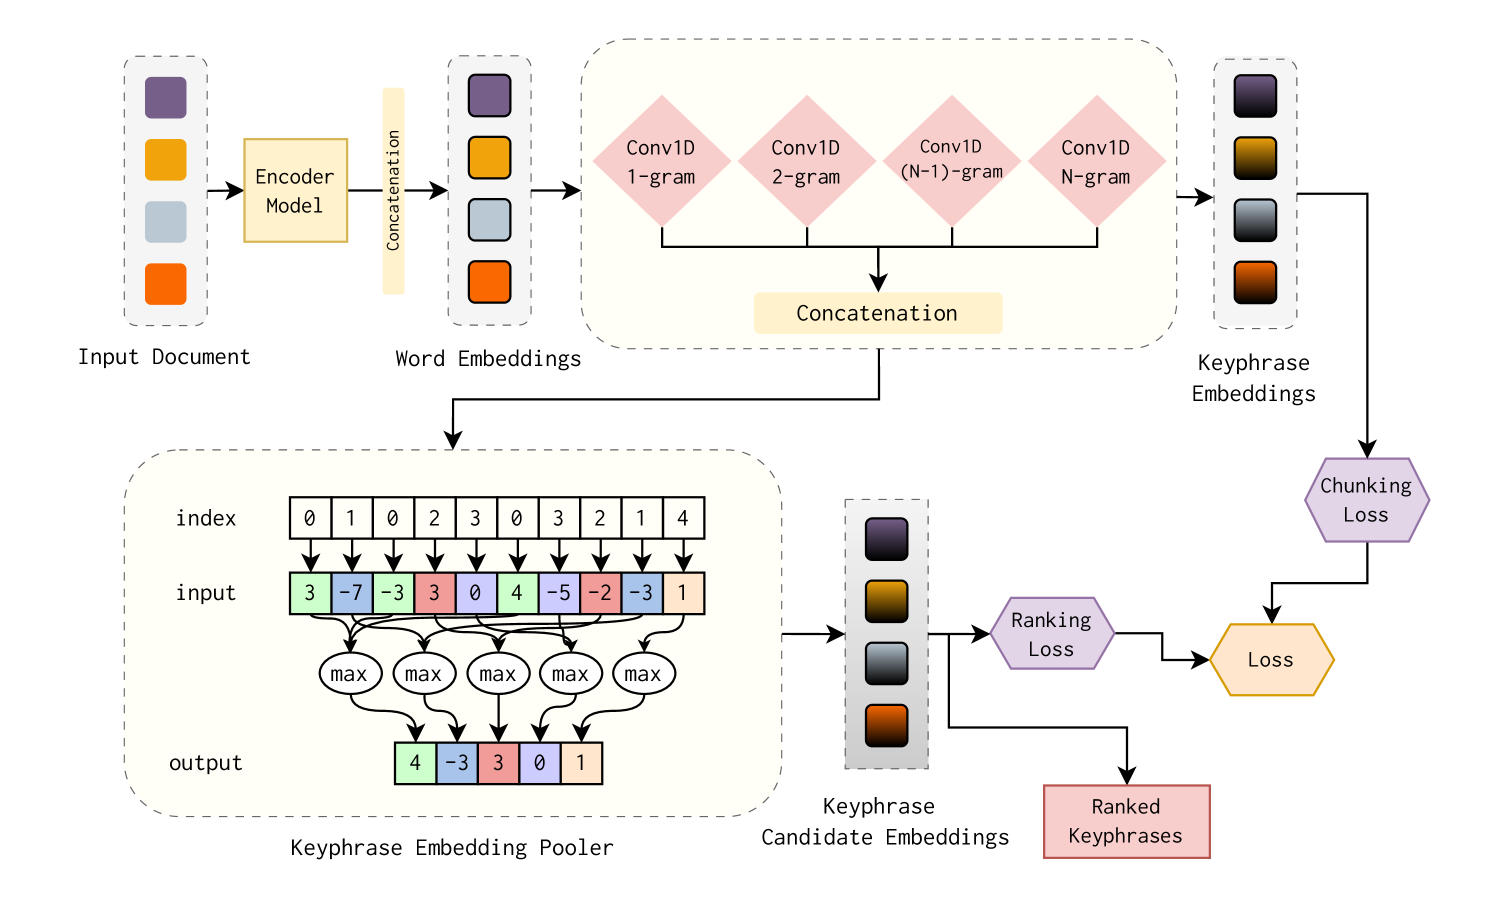 Input Document
Encoder
Model
Concatenation
Word Embeddings
Conv1D
1-gram
Conv1D
2-gram
Conv1D
(N-1)-gram
Conv1D
N-gram
Concatenation
Keyphrase
Embeddings
index 0 1 0 2 3 0 3 2 1 4
input 3 -7 -3 3 0 4 -5 -2 -3 1
max max max max max
output 4 -3 3 0 1
Keyphrase Embedding Pooler
Keyphrase
Candidate Embeddings
Chunking
Loss
Ranking
Loss
Loss
Ranked
Keyphrases